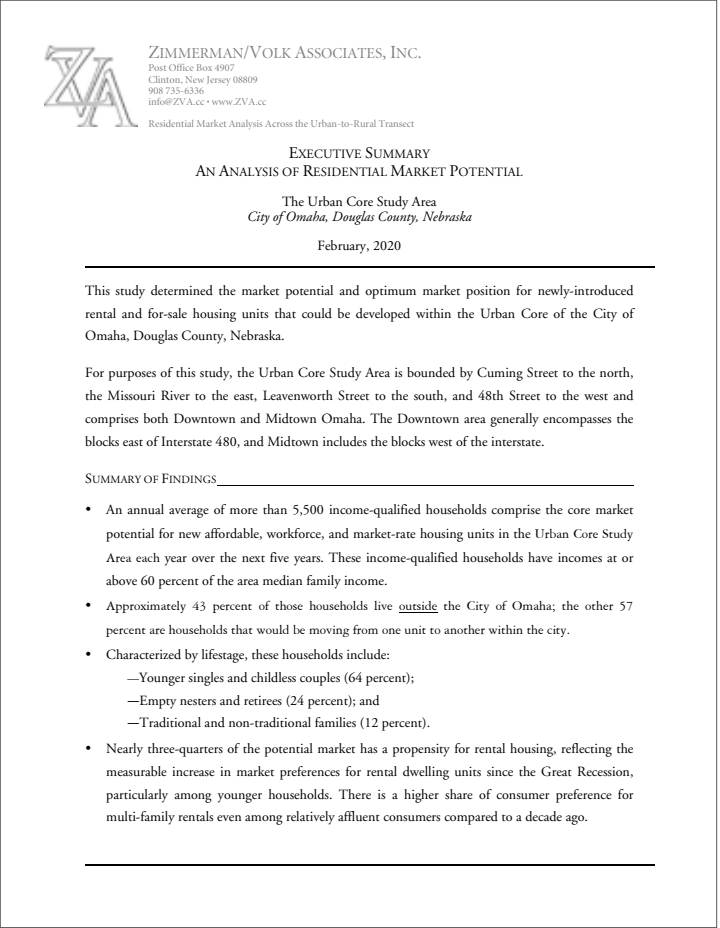 ZVA
ZIMMERMAN/VOLK ASSOCIATES, INC.
Post Office Box 4907
Clinton, New Jersey 08809
908 735-6336
info@ZVA.cc • www.ZVA.cc
Residential Market Analysis Across the Urban-to-Rural Transect
EXECUTIVE SUMMARY
AN ANALYSIS OF RESIDENTIAL MARKET POTENTIAL
The Urban Core Study Area
City of Omaha, Douglas County, Nebraska
February, 2020
This study determined the market potential and optimum market position for newly-introduced
rental and for-sale housing units that could be developed within the Urban Core of the City of
Omaha, Douglas County, Nebraska.
For purposes of this study, the Urban Core Study Area is bounded by Cuming Street to the north,
the Missouri River to the east, Leavenworth Street to the south, and 48th Street to the west and
comprises both Downtown and Midtown Omaha. The Downtown area generally encompasses the
blocks east of Interstate 480, and Midtown includes the blocks west of the interstate.
SUMMARY OF FINDINGS
• An annual average of more than 5,500 income-qualified households comprise the core market
potential for new affordable, workforce, and market-rate housing units in the Urban Core Study
Area each year over the next five years. These income-qualified households have incomes at or
above 60 percent of the area median family income.
• Approximately 43 percent of those households live outside the City of Omaha; the other 57
percent are households that would be moving from one unit to another within the city.
• Characterized by lifestage, these households include:
—Younger singles and childless couples (64 percent);
—Empty nesters and retirees (24 percent); and
—Traditional and non-traditional families (12 percent).
• Nearly three-quarters of the potential market has a propensity for rental housing, reflecting the
measurable increase in market preferences for rental dwelling units since the Great Recession,
particularly among younger households. There is a higher share of consumer preference for
multi-family rentals even among relatively affluent consumers compared to a decade ago.